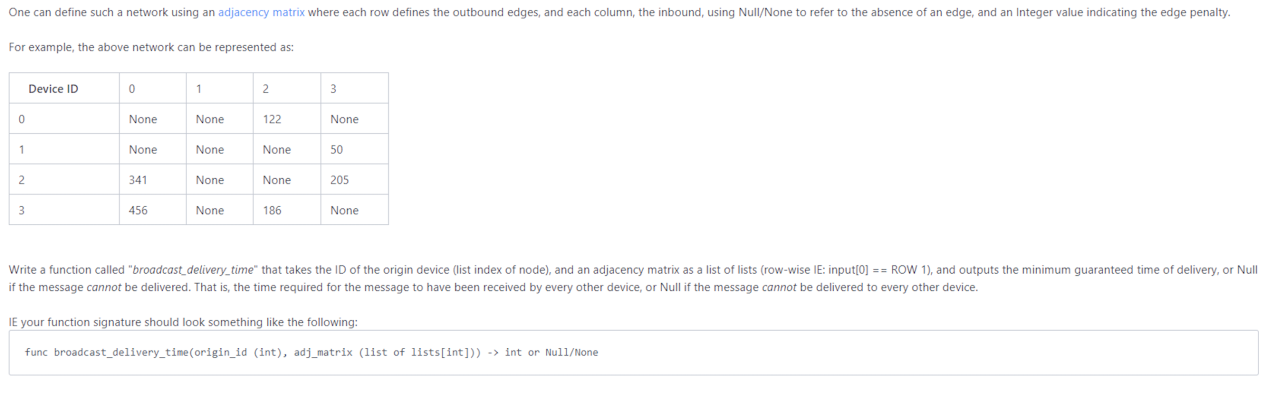 One can define such a network using an adjacency matrix where each row defines the outbound edges, and each column, the inbound, using Null/None to refer to the absence of an edge, and an Integer value indicating the edge penalty.
For example, the above network can be represented as:
Device ID 0 1 2 3
0 None None 122 None
1 None None None 50
2 341 None None 205
3 456 None 186 None
Write a function called "broadcast_delivery_time" that takes the ID of the origin device (list index of node), and an adjacency matrix as a list of lists (row-wise IE: input[0] == ROW 1), and outputs the minimum guaranteed time of delivery, or Null
if the message cannot be delivered. That is, the time required for the message to have been received by every other device, or Null if the message cannot be delivered to every other device.
IE your function signature should look something like the following:
func broadcast_delivery_time(origin_id (int), adj_matrix (list of lists[int])) -> int or Null/None